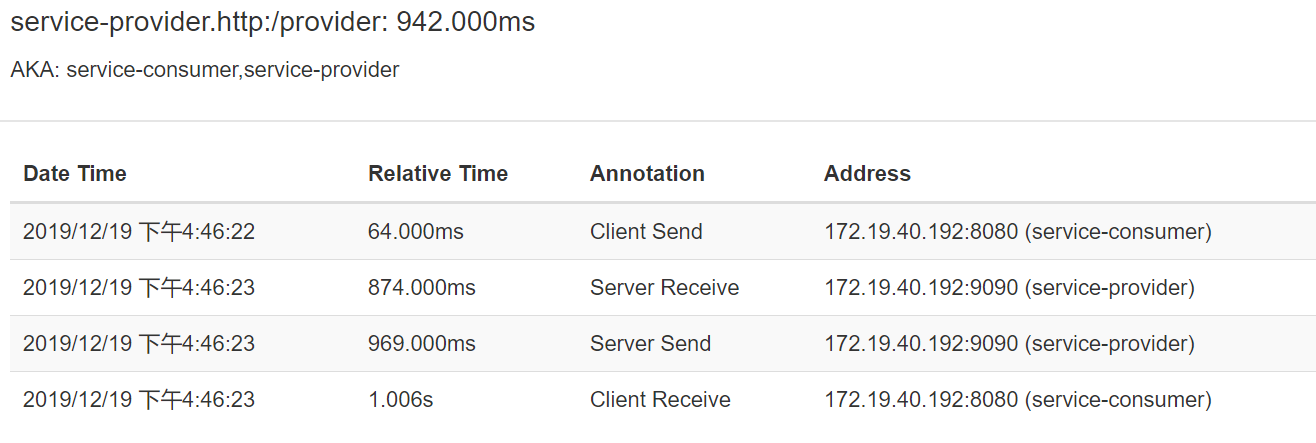 service-provider.http:/provider: 942.000ms
AKA: service-consumer,service-provider
Date Time Relative Time Annotation Address
2019/12/19 下午4:46:22 64.000ms Client Send 172.19.40.192:8080 (service-consumer)
2019/12/19 下午4:46:23 874.000ms Server Receive 172.19.40.192:9090 (service-provider)
2019/12/19 下午4:46:23 969.000ms Server Send 172.19.40.192:9090 (service-provider)
2019/12/19 下午4:46:23 1.006s Client Receive 172.19.40.192:8080 (service-consumer)